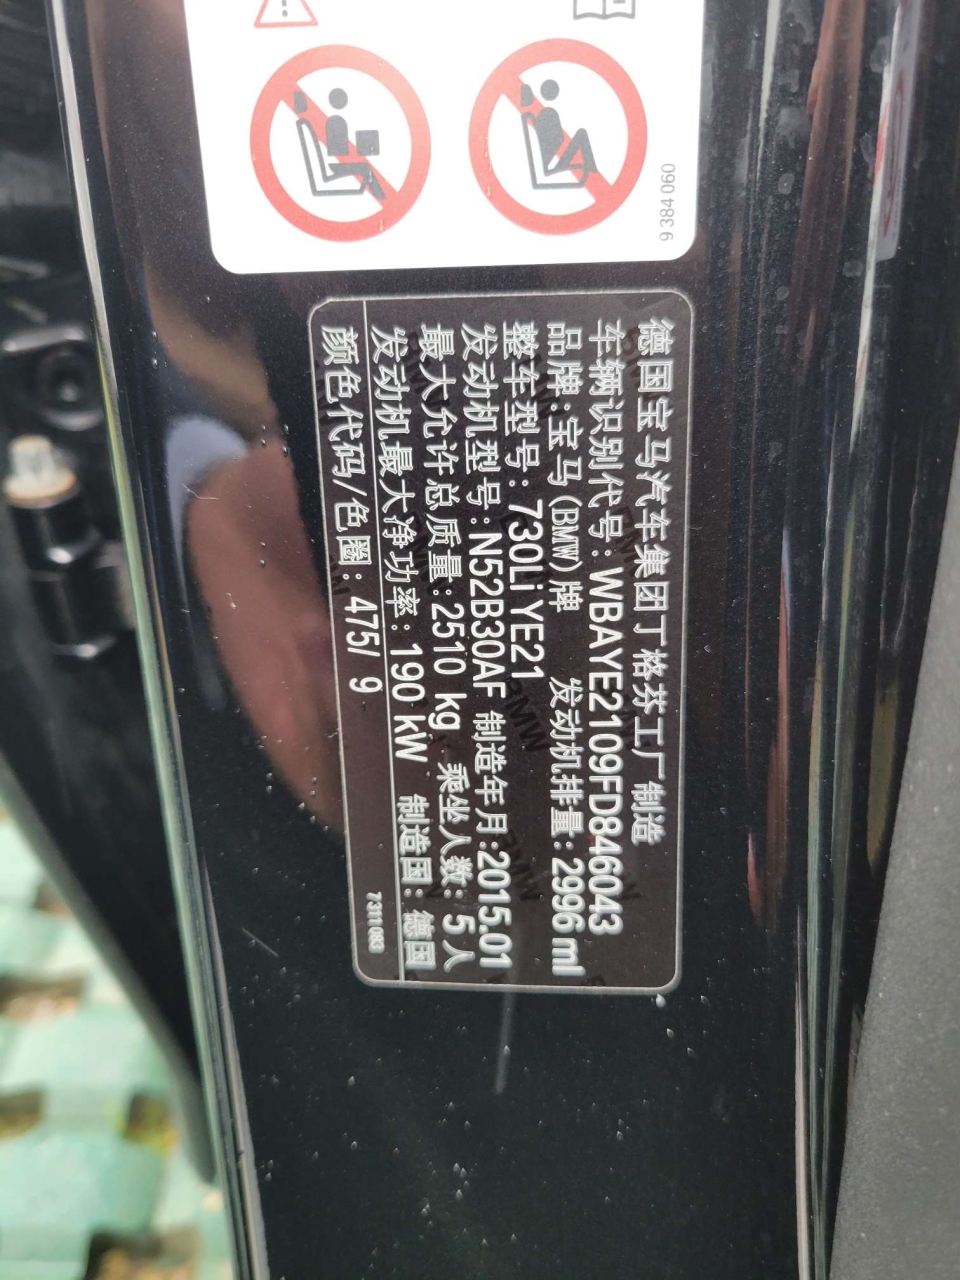 9 384 060
德国宝马汽车集团丁格芬工厂制造
车辆识别代号: WBAYE2109FD846043
品牌:宝马(BMW)牌 发动机排量: 2996 ml
整车型号: 730Li YE21
发动机型号: N52B30AF 制造年月:2015.01
最大允许总质量:2510 kg 乘坐人数: 5 人
发动机最大净功率: 190 kW 制造国: 德国
颜色代码/色圈: 475/ 9
7 311 083